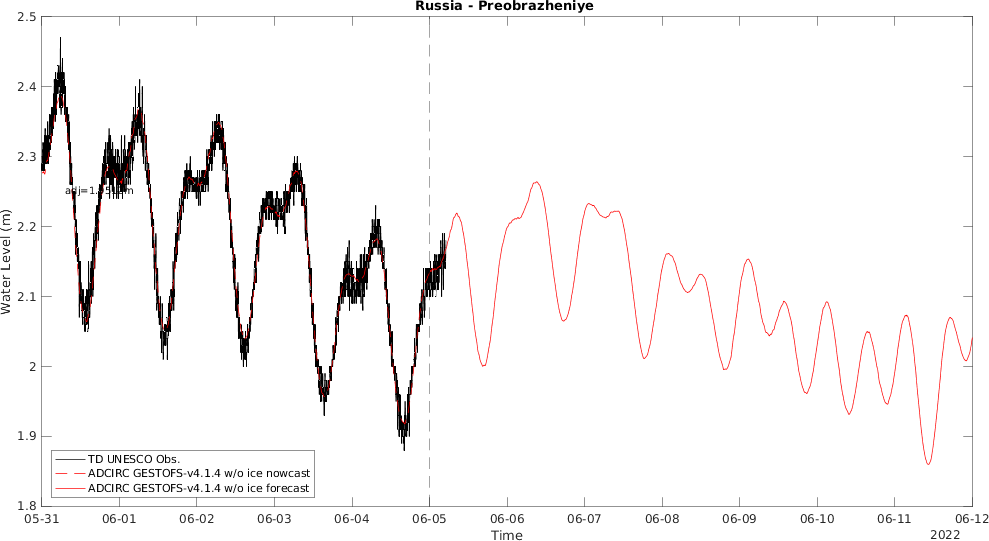 Russia - Preobrazheniye
2.5
2.4
2.3
2.2
2.1
2
1.9
1.8
Water Level (m)
TD UNESCO Obs.
ADCIRC GESTOFS-v4.1.4 w/o ice nowcast
ADCIRC GESTOFS-v4.1.4 w/o ice forecast
05-31 06-01 06-02 06-03 06-04 06-05 06-06 06-07 06-08 06-09 06-10 06-11 06-12
Time
2022